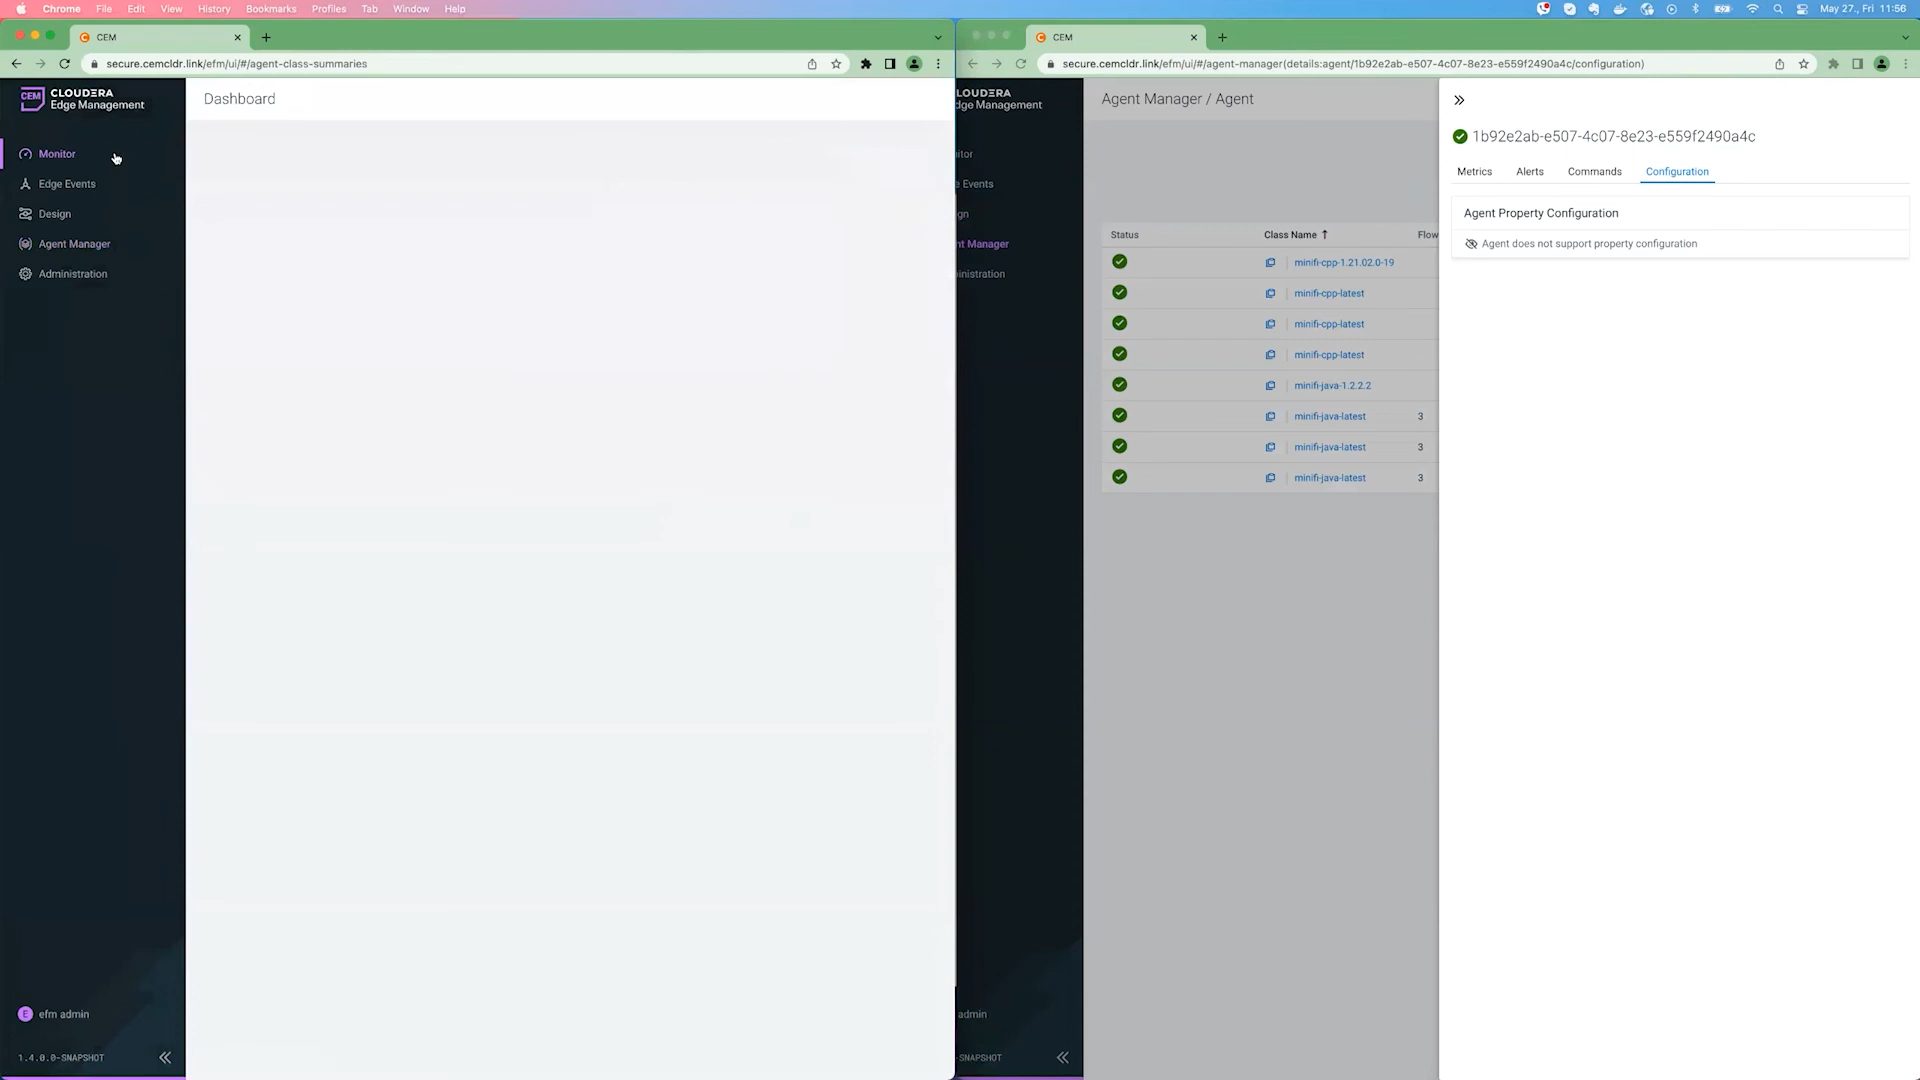 Chrome File Edit View History Bookmarks Profiles Tab Window Help
May 27., Fri 11:56
CEM
secure.cemcldr.link/efm/ui/#/agent-class-summaries
CEM CLOUDERA
Edge Management
Monitor
Edge Events
Design
Agent Manager
Administration
E efm admin
1.4.0.0-SNAPSHOT
Dashboard
CEM
secure.cemcldr.link/efm/ui/#/agent-manager(details:agent/1b92e2ab-e507-4c07-8e23-e559f2490a4c/configuration)
LOUDERA
dge Management
itor
e Events
gn
nt Manager
inistration
admin
-SNAPSHOT
Agent Manager / Agent
Status Class Name Flow
minifi-cpp-1.21.02.0-19
minifi-cpp-latest
minifi-cpp-latest
minifi-cpp-latest
minifi-java-1.2.2.2
minifi-java-latest 3
minifi-java-latest 3
minifi-java-latest 3
1b92e2ab-e507-4c07-8e23-e559f2490a4c
Metrics Alerts Commands Configuration
Agent Property Configuration
Agent does not support property configuration